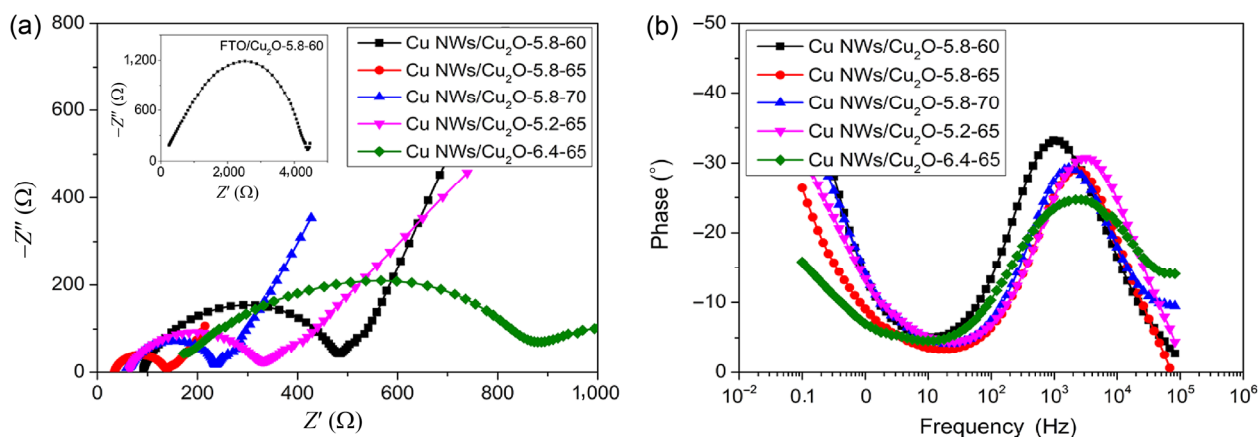 (a)
800
600
400
200
0
−Z″ (Ω)
0
200
400
600
800
1,000
Z′ (Ω)
FTO/Cu₂O-5.8-60
1,200
600
0
−Z″ (Ω)
0
2,000
4,000
Z′ (Ω)
Cu NWs/Cu₂O-5.8-60
Cu NWs/Cu₂O-5.8-65
Cu NWs/Cu₂O-5.8-70
Cu NWs/Cu₂O-5.2-65
Cu NWs/Cu₂O-6.4-65
(b)
−50
−40
−30
−20
−10
0
Phase (°)
10⁻²
0.1
0
10
10²
10³
10⁴
10⁵
10⁶
Frequency (Hz)
Cu NWs/Cu₂O-5.8-60
Cu NWs/Cu₂O-5.8-65
Cu NWs/Cu₂O-5.8-70
Cu NWs/Cu₂O-5.2-65
Cu NWs/Cu₂O-6.4-65